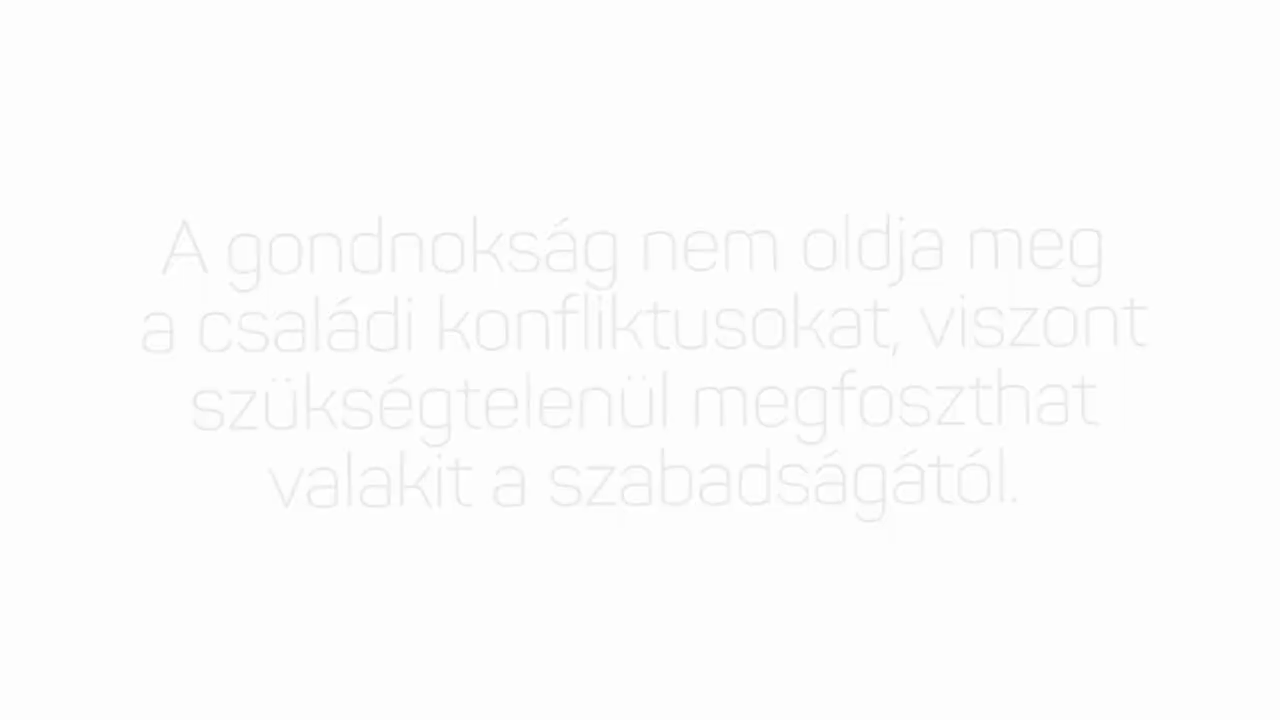 A gondnokság nem oldja meg
a családi konfliktusokat, viszont
szükségtelenül megfoszthat
valakit a szabadságától.